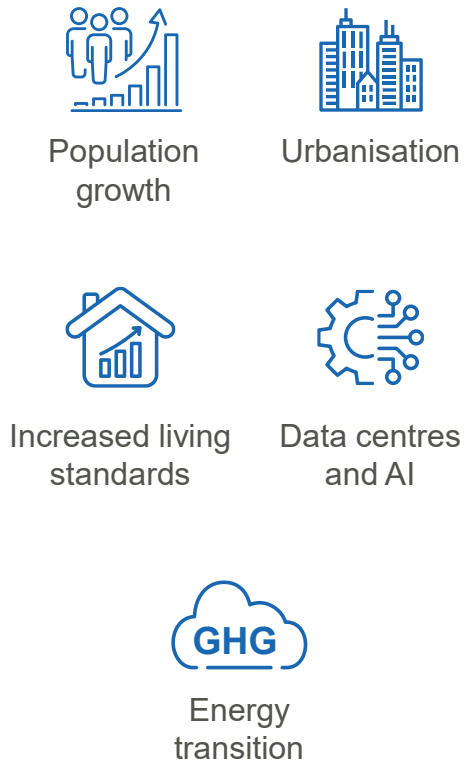 Population
growth
Urbanisation
Increased living
standards
Data centres
and AI
GHG
Energy
transition